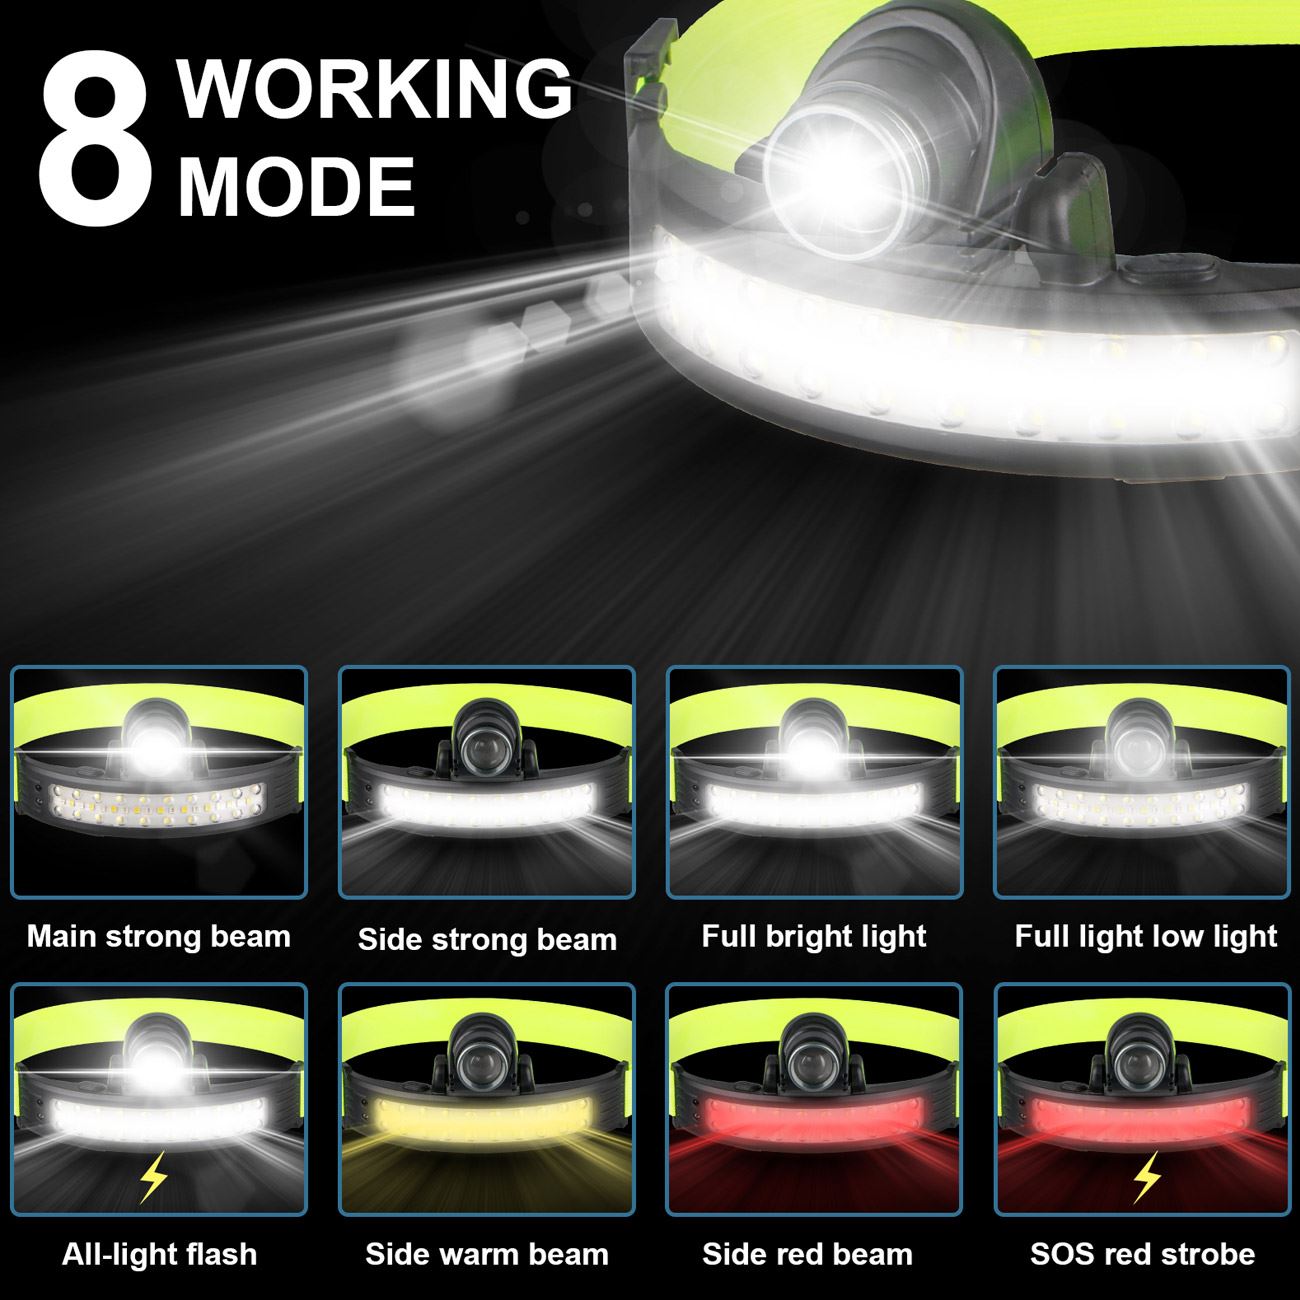 8 WORKING
MODE
Main strong beam
Side strong beam
Full bright light
Full light low light
All-light flash
Side warm beam
Side red beam
SOS red strobe